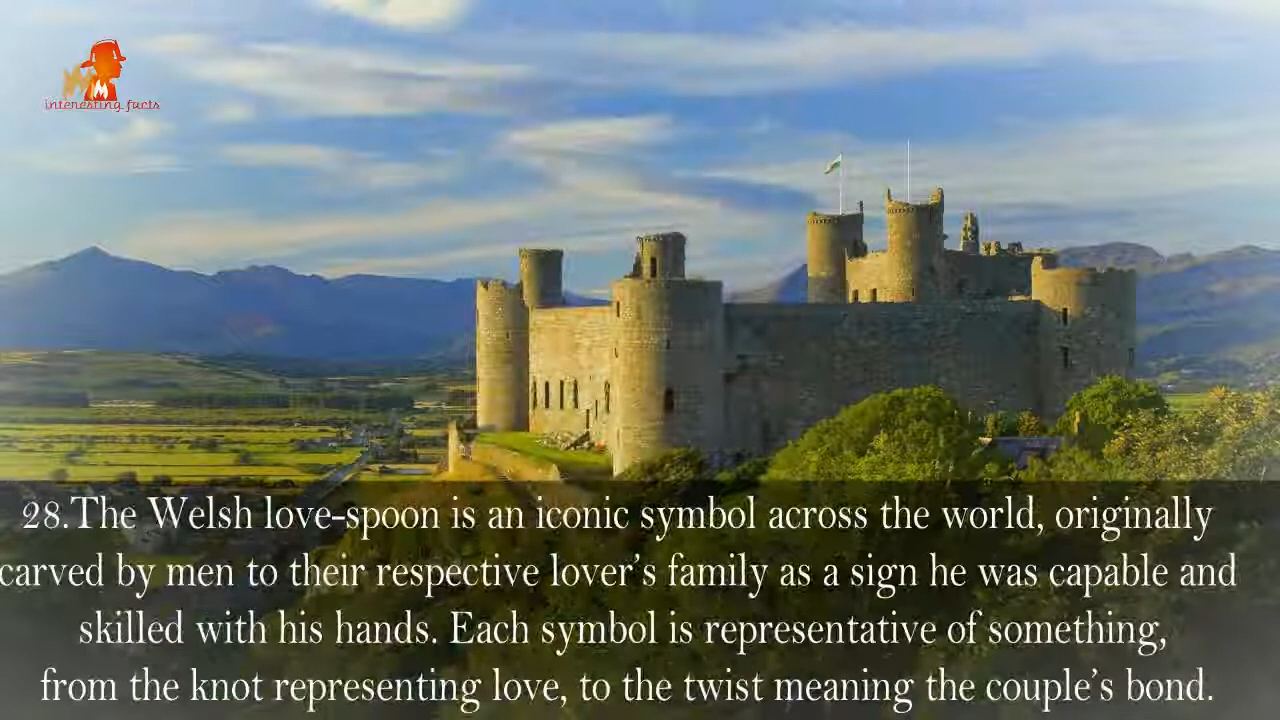 interesting facts
28.The Welsh love-spoon is an iconic symbol across the world, originally
carved by men to their respective lover's family as a sign he was capable and
skilled with his hands. Each symbol is representative of something,
from the knot representing love, to the twist meaning the couple's bond.